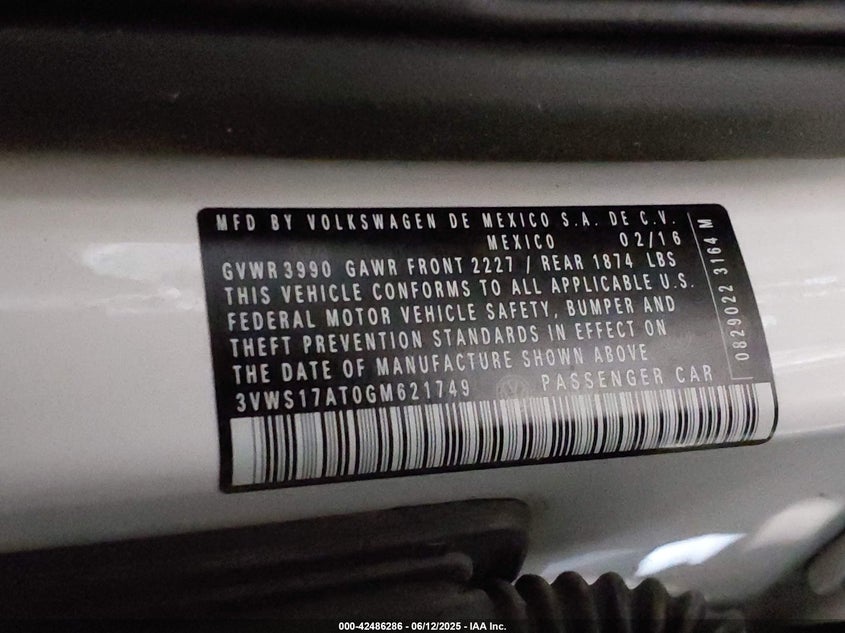 MFD BY VOLKSWAGEN DE MEXICO S.A. DE C.V.
MEXICO 02/16
GVWR 3990 GAWR FRONT 2227 / REAR 1874 LBS
THIS VEHICLE CONFORMS TO ALL APPLICABLE U.S.
FEDERAL MOTOR VEHICLE SAFETY, BUMPER AND
THEFT PREVENTION STANDARDS IN EFFECT ON
THE DATE OF MANUFACTURE SHOWN ABOVE
3VWS17AT0GM621749 PASSENGER CAR
0829022 3164 M
000-42486286 - 06/12/2025 - IAA Inc.